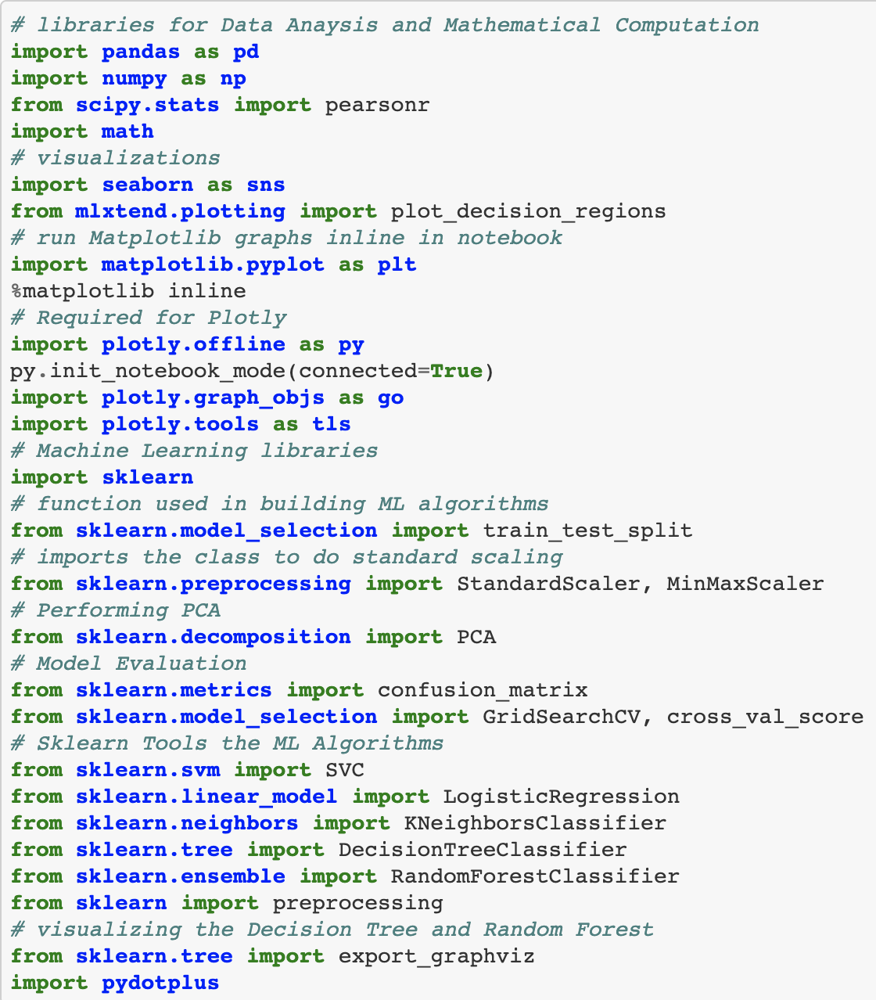 # libraries for Data Anaysis and Mathematical Computation
import pandas as pd
import numpy as np
from scipy.stats import pearsonr
import math
# visualizations
import seaborn as sns
from mlxtend.plotting import plot_decision_regions
# run Matplotlib graphs inline in notebook
import matplotlib.pyplot as plt
%matplotlib inline
# Required for Plotly
import plotly.offline as py
py.init_notebook_mode(connected=True)
import plotly.graph_objs as go
import plotly.tools as tls
# Machine Learning libraries
import sklearn
# function used in building ML algorithms
from sklearn.model_selection import train_test_split
# imports the class to do standard scaling
from sklearn.preprocessing import StandardScaler, MinMaxScaler
# Performing PCA
from sklearn.decomposition import PCA
# Model Evaluation
from sklearn.metrics import confusion_matrix
from sklearn.model_selection import GridSearchCV, cross_val_score
# Sklearn Tools the ML Algorithms
from sklearn.svm import SVC
from sklearn.linear_model import LogisticRegression
from sklearn.neighbors import KNeighborsClassifier
from sklearn.tree import DecisionTreeClassifier
from sklearn.ensemble import RandomForestClassifier
from sklearn import preprocessing
# visualizing the Decision Tree and Random Forest
from sklearn.tree import export_graphviz
import pydotplus